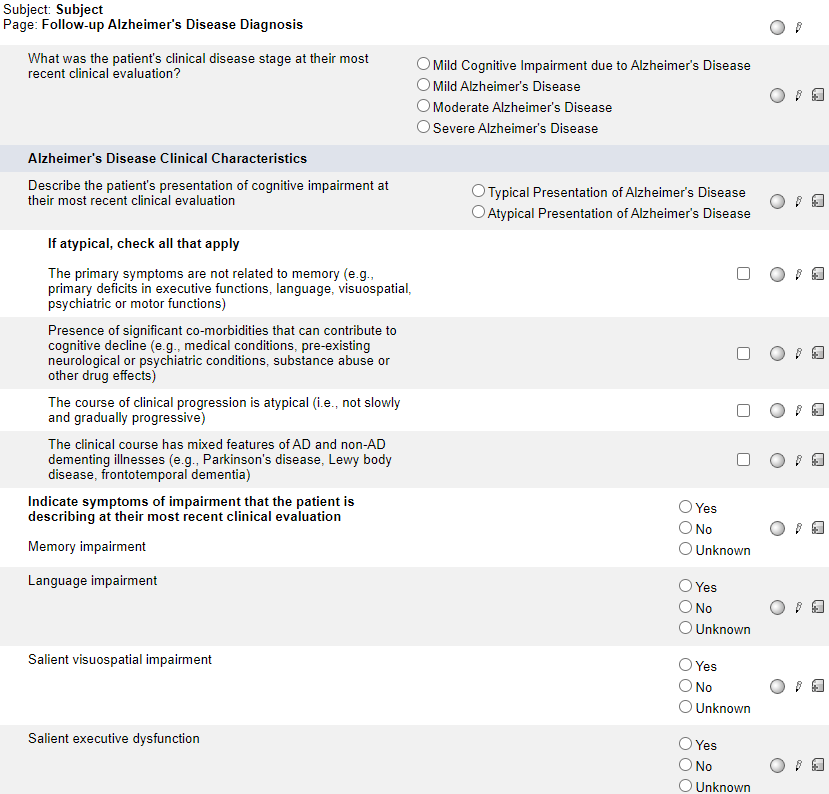 Subject: Subject
Page: Follow-up Alzheimer's Disease Diagnosis
What was the patient's clinical disease stage at their most
recent clinical evaluation?
Mild Cognitive Impairment due to Alzheimer's Disease
Mild Alzheimer's Disease
Moderate Alzheimer's Disease
Severe Alzheimer's Disease
Alzheimer's Disease Clinical Characteristics
Describe the patient's presentation of cognitive impairment at
their most recent clinical evaluation
Typical Presentation of Alzheimer's Disease
Atypical Presentation of Alzheimer's Disease
If atypical, check all that apply
The primary symptoms are not related to memory (e.g.,
primary deficits in executive functions, language, visuospatial,
psychiatric or motor functions)
Presence of significant co-morbidities that can contribute to
cognitive decline (e.g., medical conditions, pre-existing
neurological or psychiatric conditions, substance abuse or
other drug effects)
The course of clinical progression is atypical (i.e., not slowly
and gradually progressive)
The clinical course has mixed features of AD and non-AD
dementing illnesses (e.g., Parkinson's disease, Lewy body
disease, frontotemporal dementia)
Indicate symptoms of impairment that the patient is
describing at their most recent clinical evaluation
Memory impairment
Yes
No
Unknown
Language impairment
Yes
No
Unknown
Salient visuospatial impairment
Yes
No
Unknown
Salient executive dysfunction
Yes
No
Unknown